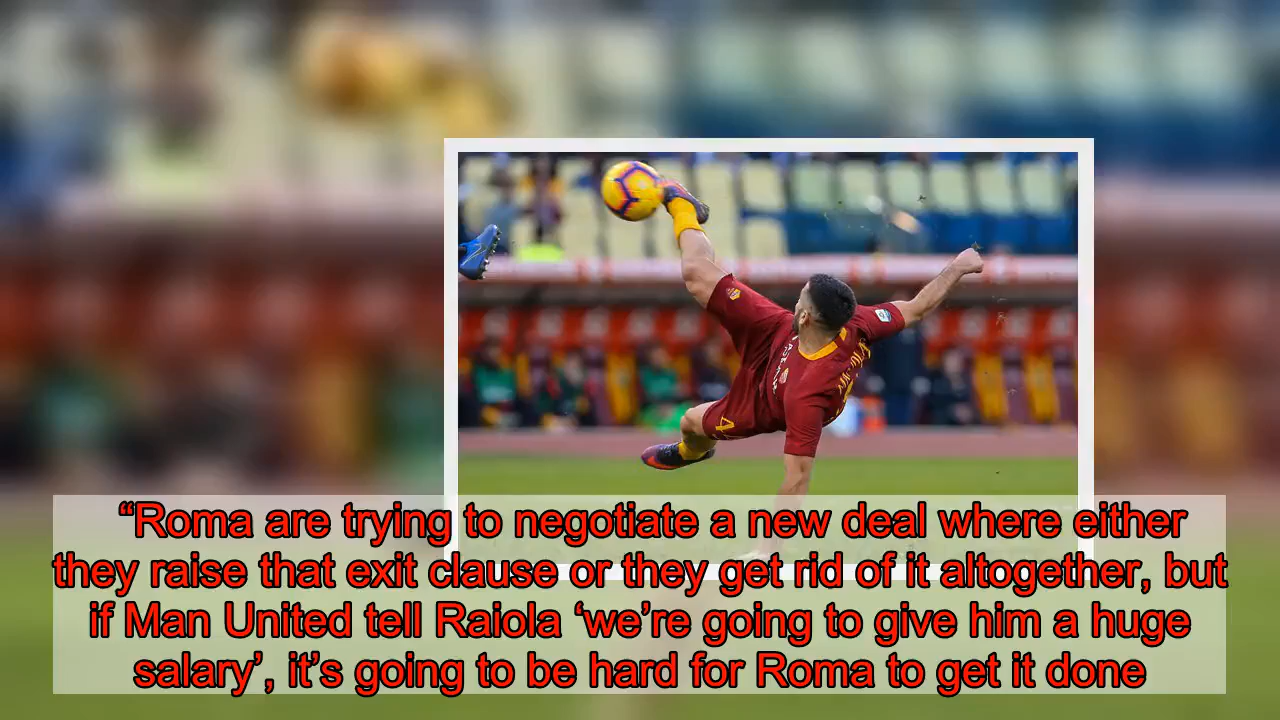 “Roma are trying to negotiate a new deal where either
they raise that exit clause or they get rid of it altogether, but
if Man United tell Raiola ‘we’re going to give him a huge
salary’, it’s going to be hard for Roma to get it done